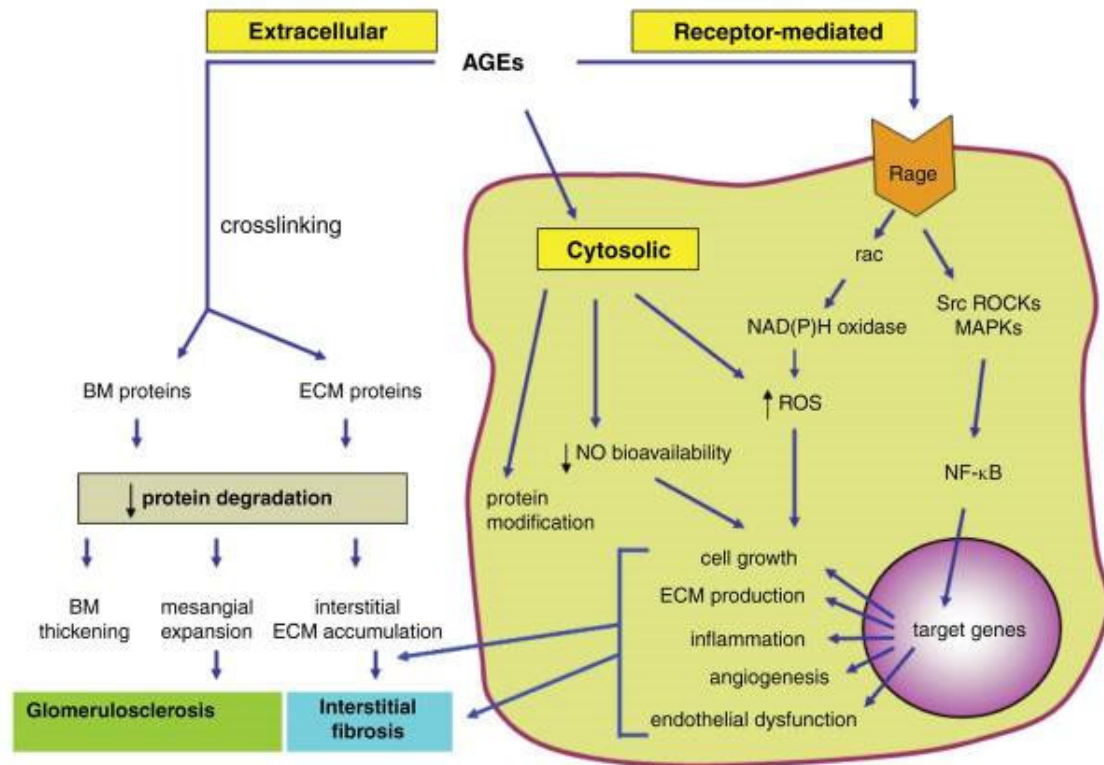 Extracellular
Receptor-mediated
AGEs
Rage
crosslinking
Cytosolic
rac
Src ROCKs
MAPKs
NAD(P)H oxidase
BM proteins
ECM proteins
↑ ROS
↓ NO bioavailability
NF-κB
↓ protein degradation
protein
modification
cell growth
BM
thickening
mesangial
expansion
interstitial
ECM accumulation
ECM production
inflammation
target genes
angiogenesis
endothelial dysfunction
Glomerulosclerosis
Interstitial
fibrosis